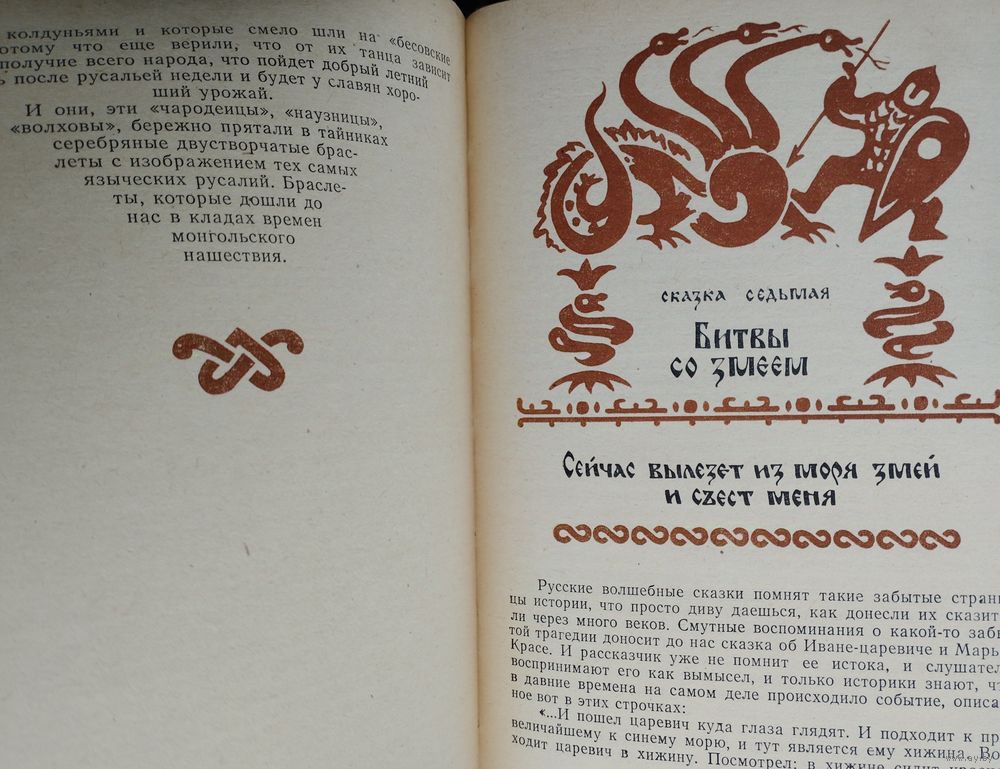 колдуньями и которые смело шли на «бесовские
потому что еще верили, что от их танца зависит
получие всего народа, что пойдет добрый летний
после русальей недели и будет у славян хоро-
ший урожай.
И они, эти «чародеицы», «наузницы»,
«волховы», бережно прятали в тайниках
серебряные двустворчатые брас-
леты с изображением тех самых
языческих русалий. Брасле-
ты, которые дошли до
нас в кладах времен
монгольского
нашествия.
сказка седьмая
Битвы
со змеем
Сейчас вылезет из моря змей
и съест меня
Русские волшебные сказки помнят такие забытые страни
цы истории, что просто диву даешься, как донесли их сказит
ли через много веков. Смутные воспоминания о какой-то забы
той трагедии доносит до нас сказка об Иване-царевиче и Марь
Красе. И рассказчик уже не помнит ее истока, и слушател
воспринимают его как вымысел, и только историки знают, чт
в давние времена на самом деле происходило событие, описа
ное вот в этих строчках:
«...И пошел царевич куда глаза глядят. И подходит к пр
величайшему к синему морю, и тут является ему хижина. Во
ходит царевич в хижину. Посмотрел: в хижине сидит